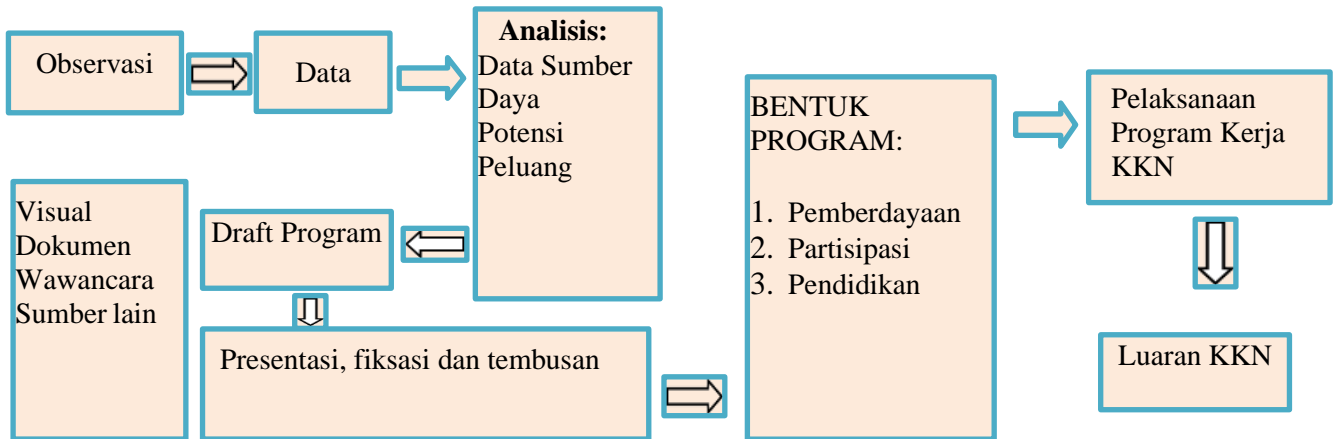 Observasi
Data
Analisis:
Data Sumber
Daya
Potensi
Peluang
Visual
Dokumen
Wawancara
Sumber lain
Draft Program
Presentasi, fiksasi dan tembusan
BENTUK
PROGRAM:
1. Pemberdayaan
2. Partisipasi
3. Pendidikan
Pelaksanaan
Program Kerja
KKN
Luaran KKN